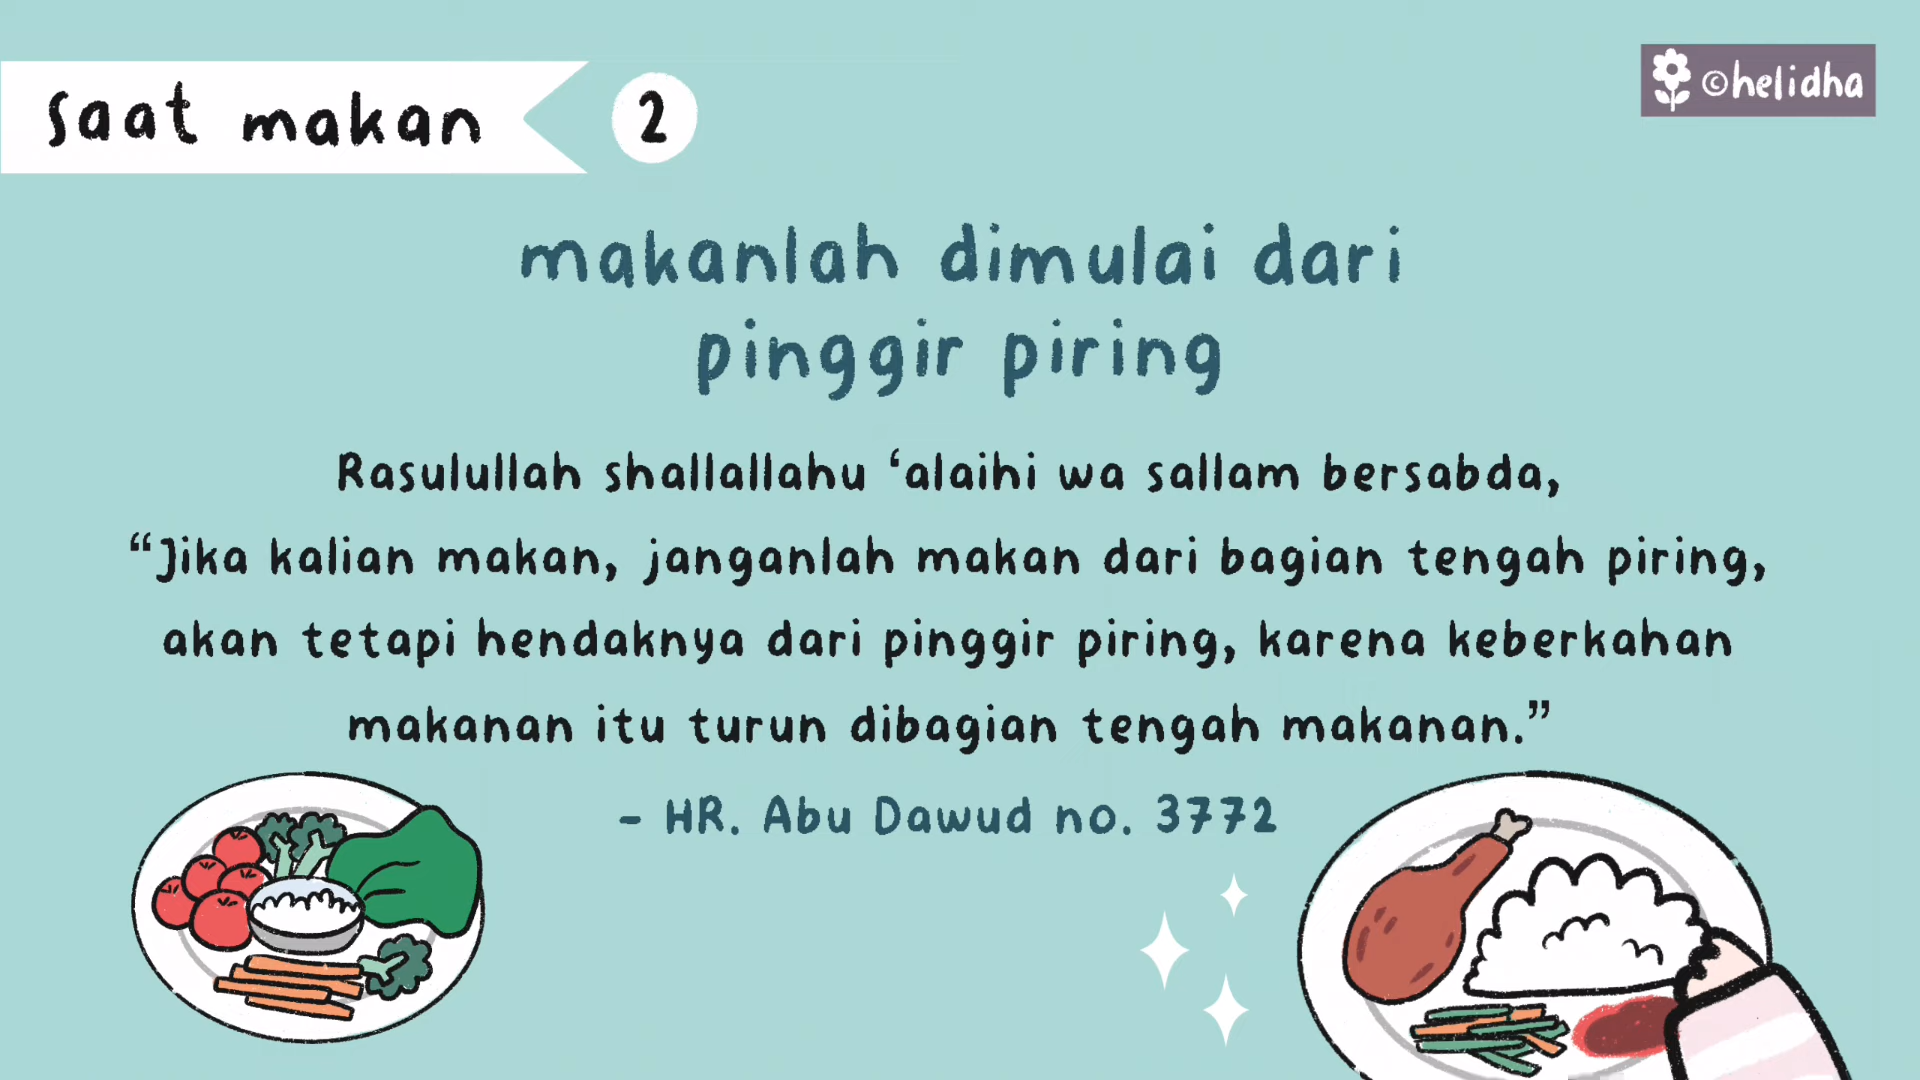 saat makan
2
©helidha
makanlah dimulai dari
pinggir piring
Rasulullah shallallahu ‘alaihi wa sallam bersabda,
“Jika kalian makan, janganlah makan dari bagian tengah piring,
akan tetapi hendaknya dari pinggir piring, karena keberkahan
makanan itu turun dibagian tengah makanan.”
- HR. Abu Dawud no. 3772